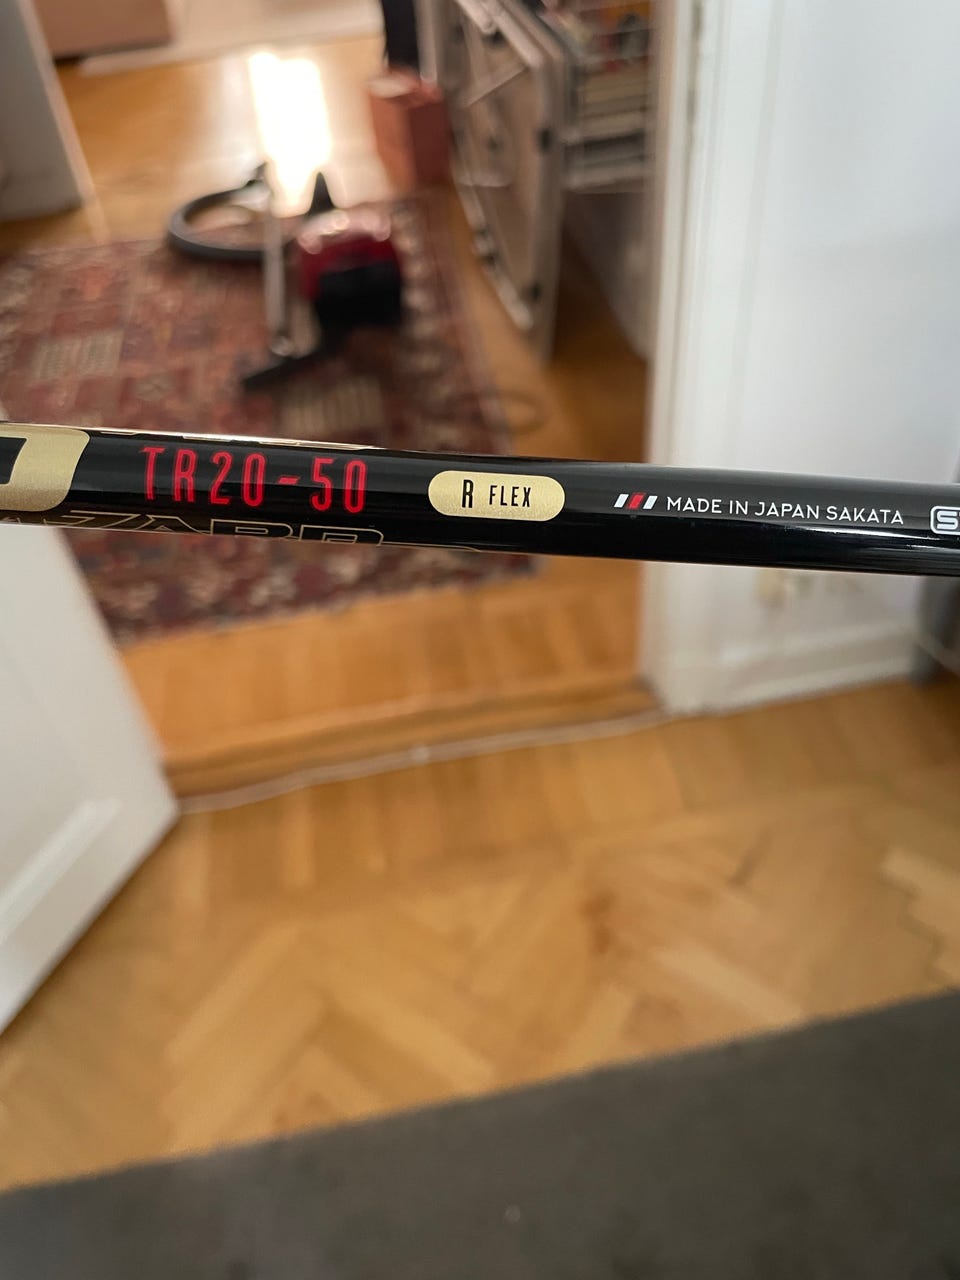 TR20-50
R FLEX
MADE IN JAPAN SAKATA